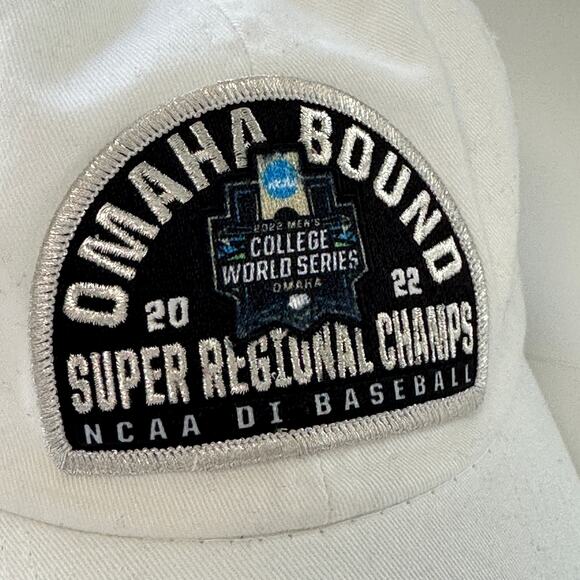 OMAHA BOUND
NCAA
2022 MEN'S
COLLEGE
WORLD SERIES
OMAHA
20 22
SUPER REGIONAL CHAMPS
NCAA DI BASEBALL